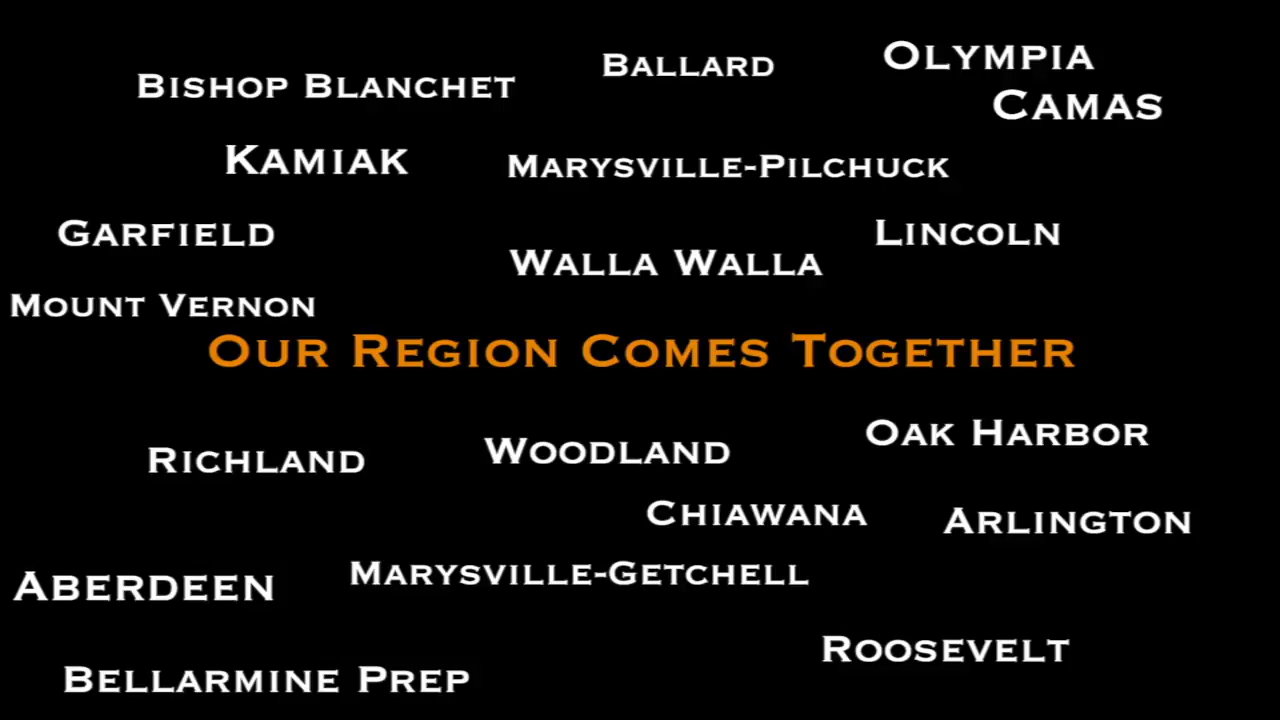 Olympia
Ballard
Bishop Blanchet
Camas
Kamiak
Marysville-Pilchuck
Garfield
Lincoln
Walla Walla
Mount Vernon
Our Region Comes Together
Oak Harbor
Woodland
Richland
Chiawana
Arlington
Marysville-Getchell
Aberdeen
Roosevelt
Bellarmine Prep